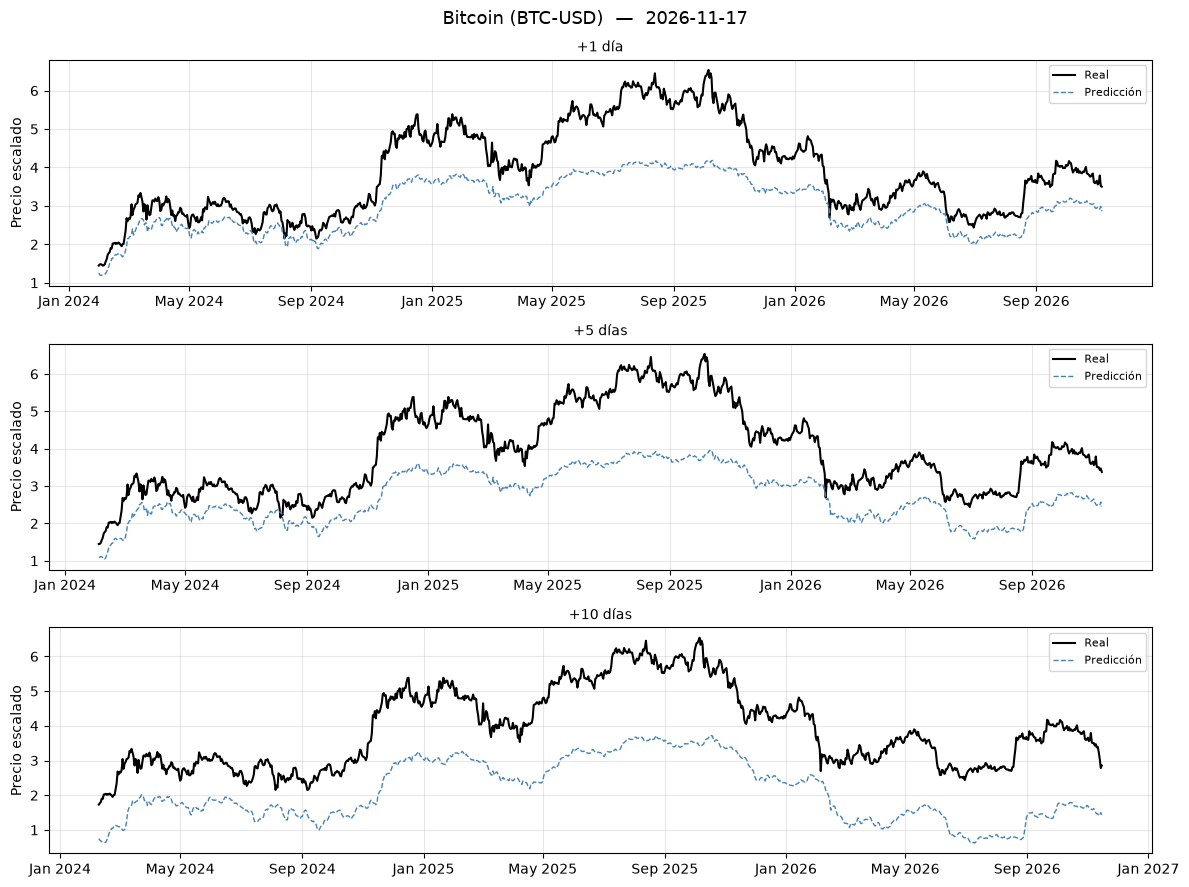 Bitcoin (BTC-USD) — 2026-11-17
+1 día
Precio escalado
6
5
4
3
2
1
Real
Predicción
Jan 2024 May 2024 Sep 2024 Jan 2025 May 2025 Sep 2025 Jan 2026 May 2026 Sep 2026
+5 días
Precio escalado
6
5
4
3
2
1
Real
Predicción
Jan 2024 May 2024 Sep 2024 Jan 2025 May 2025 Sep 2025 Jan 2026 May 2026 Sep 2026
+10 días
Precio escalado
6
5
4
3
2
1
Real
Predicción
Jan 2024 May 2024 Sep 2024 Jan 2025 May 2025 Sep 2025 Jan 2026 May 2026 Sep 2026 Jan 2027